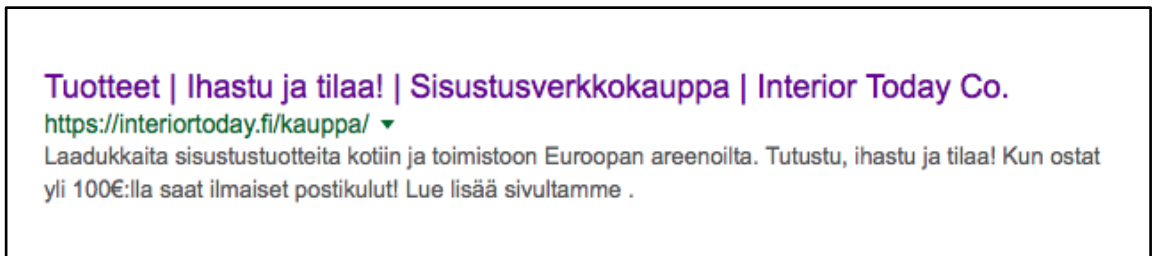 Tuotteet | Ihastu ja tilaa! | Sisustusverkkokauppa | Interior Today Co.
https://interiortoday.fi/kauppa/
Laadukkaita sisustustuotteita kotiin ja toimistoon Euroopan areenoilta. Tutustu, ihastu ja tilaa! Kun ostat
yli 100€:lla saat ilmaiset postikulut! Lue lisää sivultamme .